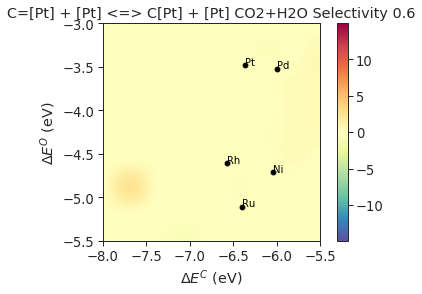 C=[Pt] + [Pt] <=> C[Pt] + [Pt] CO2+H2O Selectivity 0.6
−3.0
−3.5
−4.0
−4.5
−5.0
−5.5
ΔE^O (eV)
Pt
Pd
Rh
Ni
Ru
−8.0 −7.5 −7.0 −6.5 −6.0 −5.5
ΔE^C (eV)
10
5
0
−5
−10